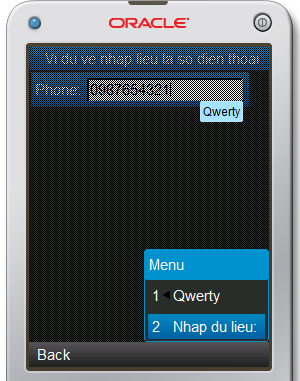 ORACLE
Vi du ve nhap lieu la so dien thoai
Phone: 0987654321
Qwerty
Menu
1 Qwerty
2 Nhap du lieu:
Back